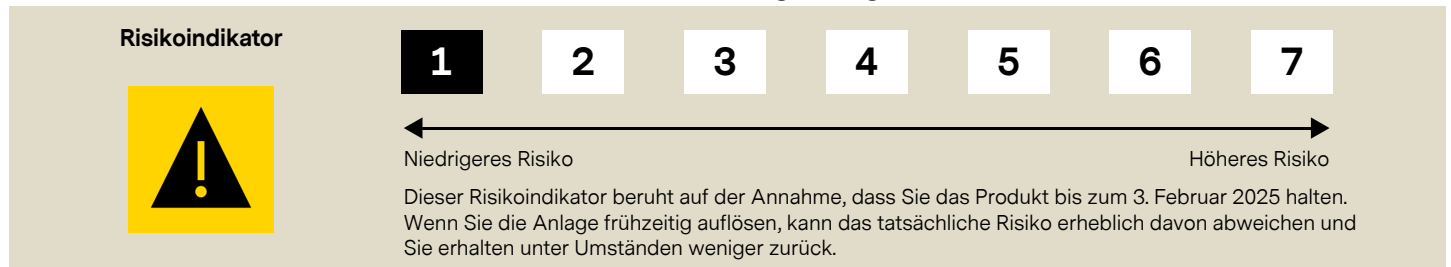 Risikoindikator
1 2 3 4 5 6 7
Niedrigeres Risiko Höheres Risiko
Dieser Risikoindikator beruht auf der Annahme, dass Sie das Produkt bis zum 3. Februar 2025 halten.
Wenn Sie die Anlage frühzeitig auflösen, kann das tatsächliche Risiko erheblich davon abweichen und
Sie erhalten unter Umständen weniger zurück.